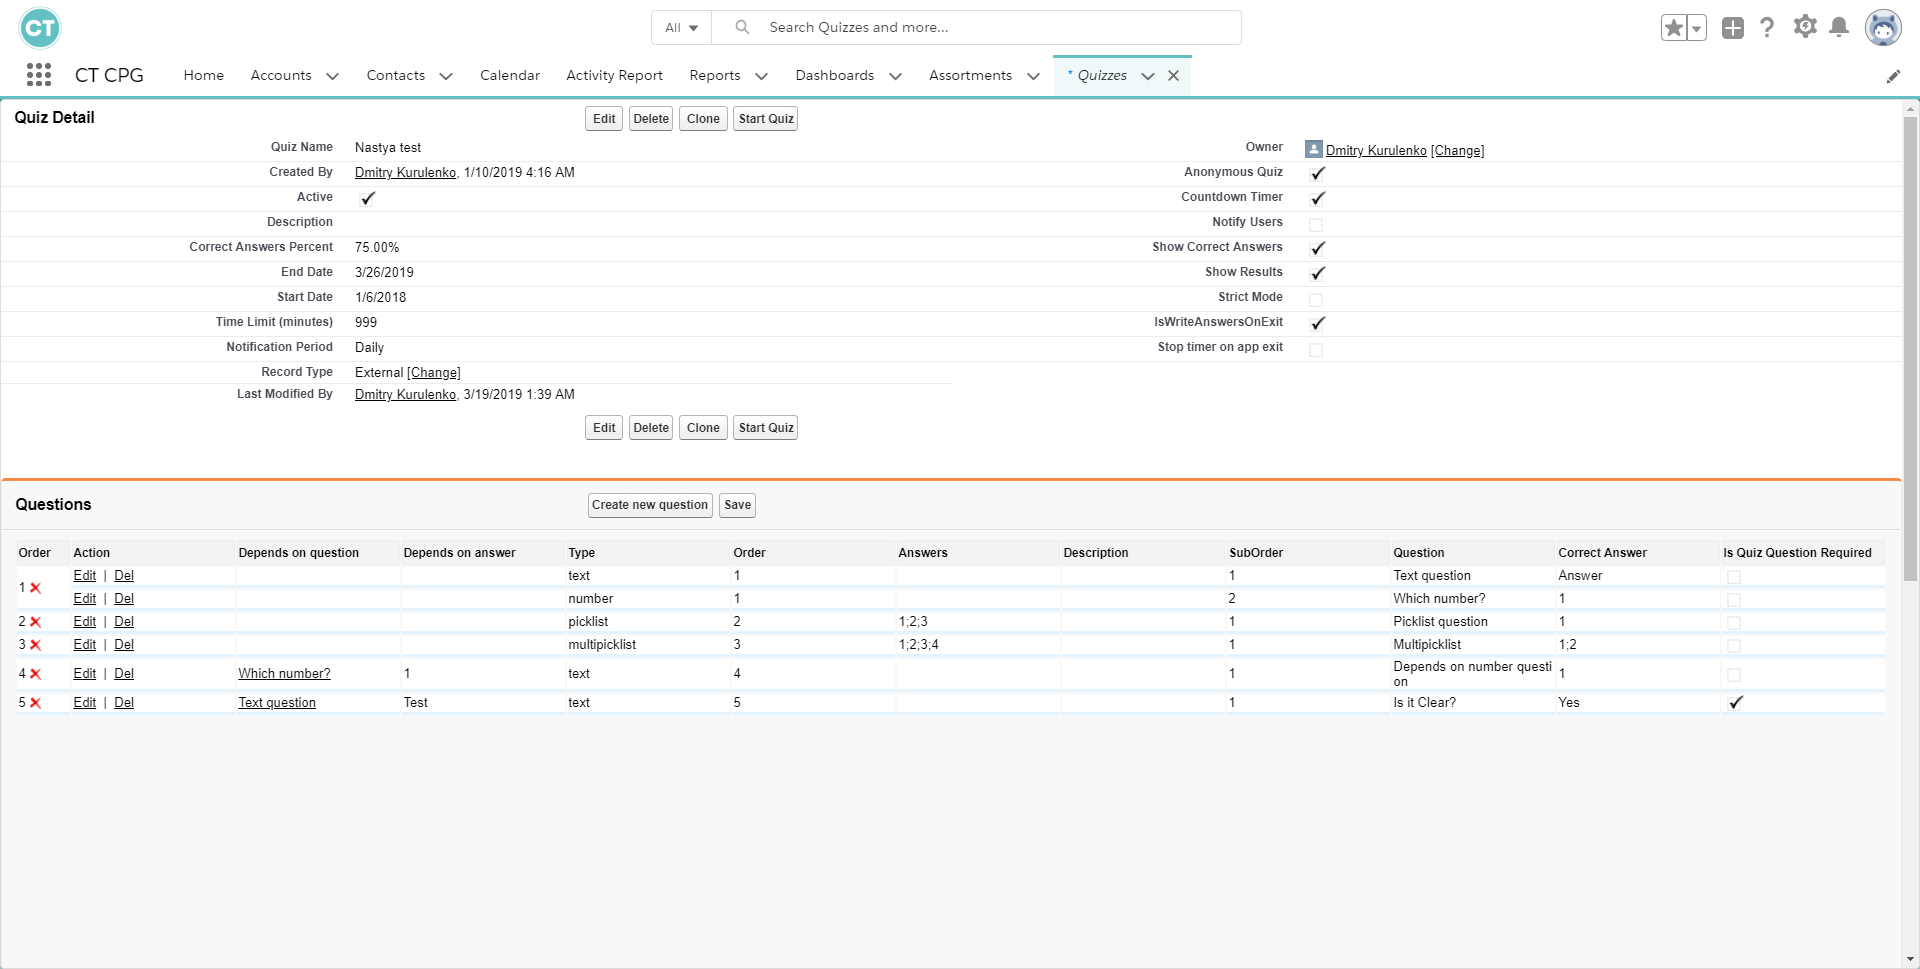 CT
All
Search Quizzes and more...
CT CPG Home Accounts Contacts Calendar Activity Report Reports Dashboards Assortments * Quizzes
Quiz Detail Edit Delete Clone Start Quiz
Quiz Name Nastya test Owner Dmitry Kurulenko [Change]
Created By Dmitry Kurulenko, 1/10/2019 4:16 AM Anonymous Quiz
Active Countdown Timer
Description Notify Users
Correct Answers Percent 75.00% Show Correct Answers
End Date 3/26/2019 Show Results
Start Date 1/6/2018 Strict Mode
Time Limit (minutes) 999 IsWriteAnswersOnExit
Notification Period Daily Stop timer on app exit
Record Type External [Change]
Last Modified By Dmitry Kurulenko, 3/19/2019 1:39 AM
Edit Delete Clone Start Quiz
Questions Create new question Save
Order Action Depends on question Depends on answer Type Order Answers Description SubOrder Question Correct Answer Is Quiz Question Required
1 Edit | Del text 1 1 Text question Answer
Edit | Del number 1 2 Which number? 1
2 Edit | Del picklist 2 1;2;3 1 Picklist question 1
3 Edit | Del multipicklist 3 1;2;3;4 1 Multipicklist 1;2
4 Edit | Del Which number? 1 text 4 1 Depends on number questi
on 1
5 Edit | Del Text question Test text 5 1 Is it Clear? Yes